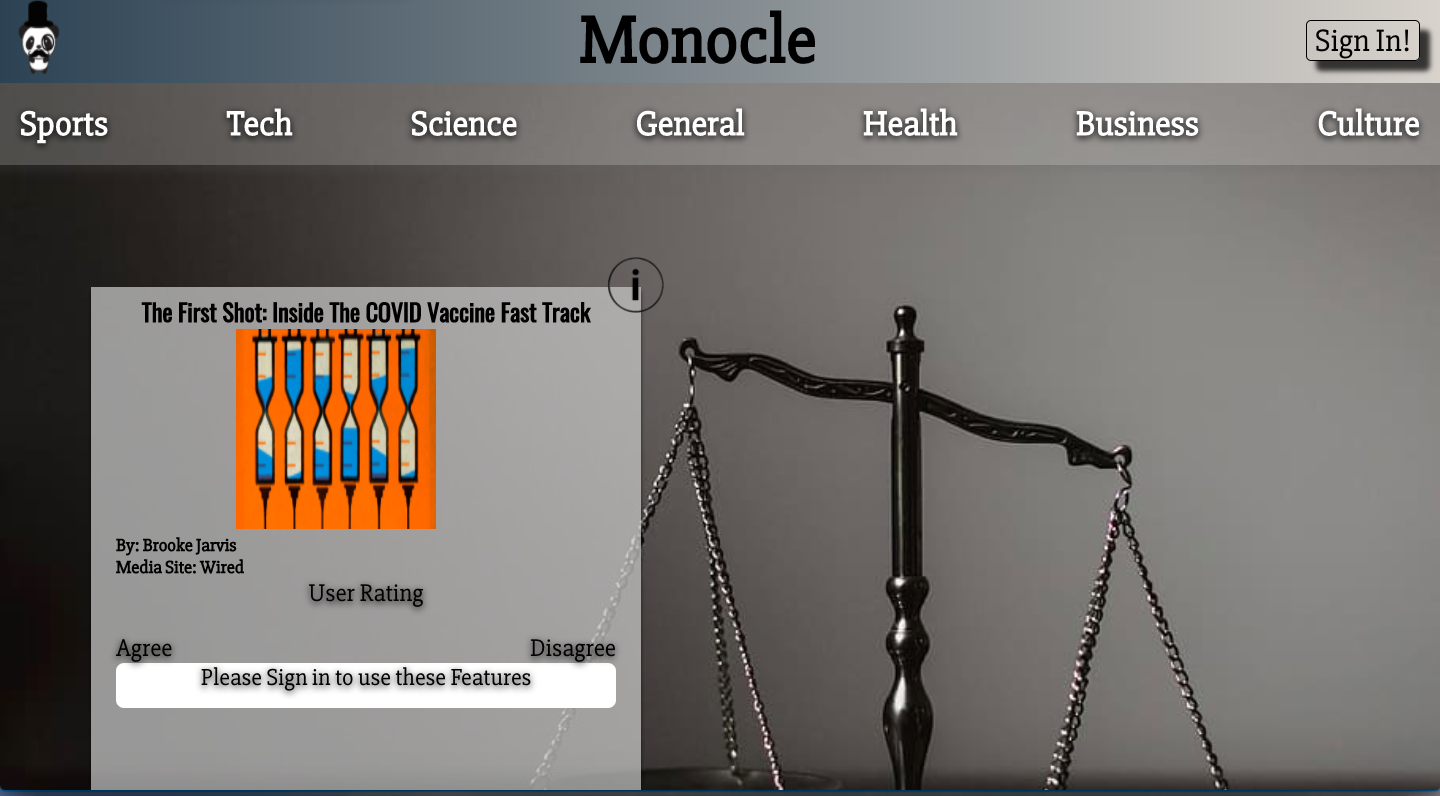 Monocle
Sign In!
Sports Tech Science General Health Business Culture
i
The First Shot: Inside The COVID Vaccine Fast Track
By: Brooke Jarvis
Media Site: Wired
User Rating
Agree Disagree
Please Sign in to use these Features